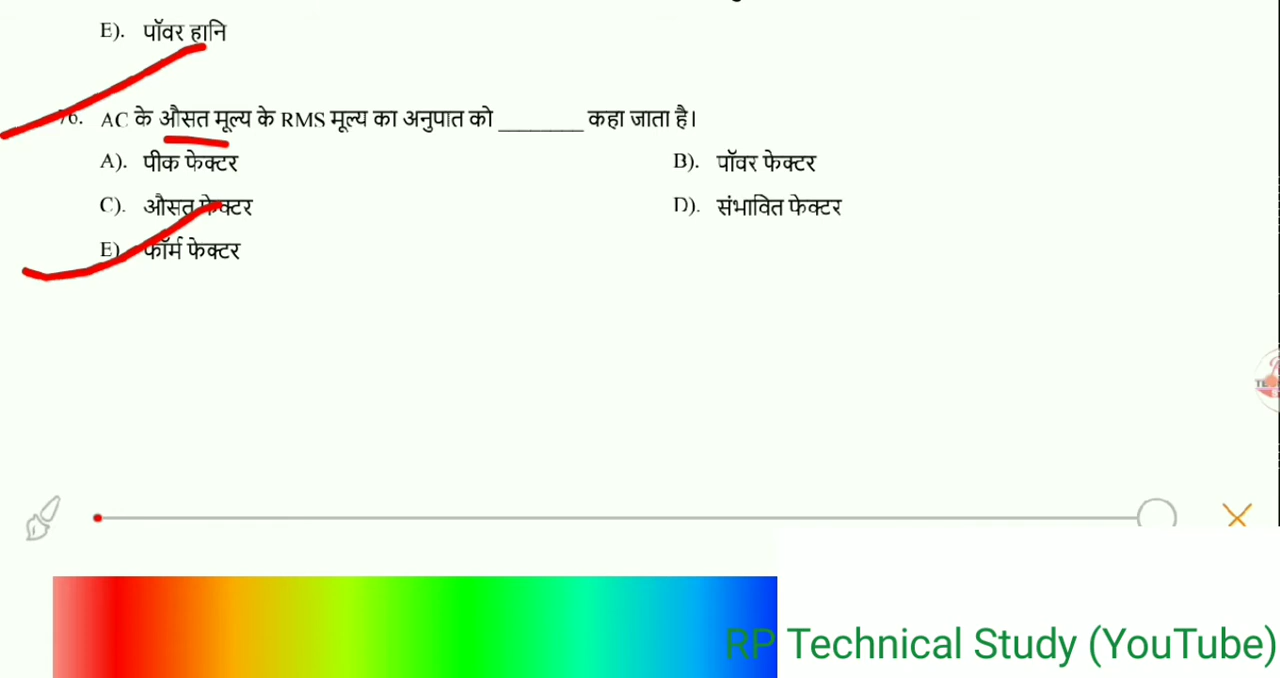 E). पॉवर हानि
76. AC के औसत मूल्य के RMS मूल्य का अनुपात को ________ कहा जाता है।
A). पीक फेक्टर
B). पॉवर फेक्टर
C). औसत फेक्टर
D). संभावित फेक्टर
E) फॉर्म फेक्टर
RP Technical Study (YouTube)